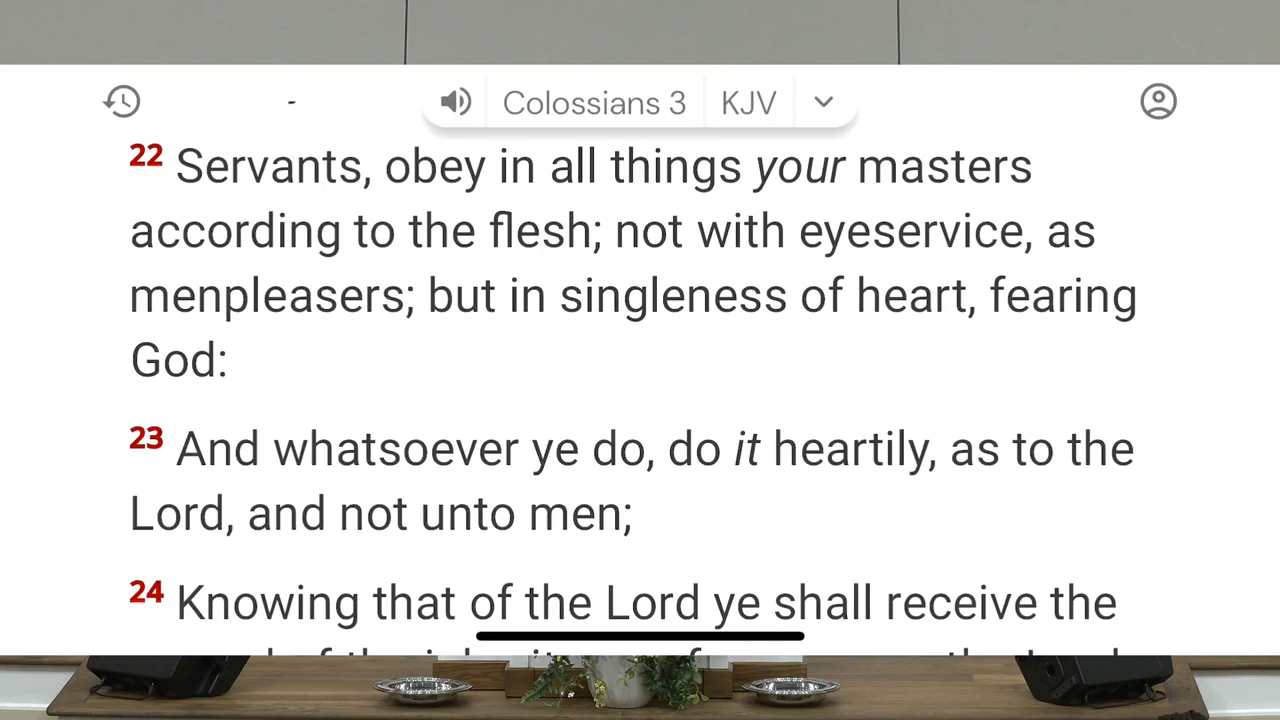 Colossians 3 KJV
22 Servants, obey in all things your masters
according to the flesh; not with eyeservice, as
menpleasers; but in singleness of heart, fearing
God:
23 And whatsoever ye do, do it heartily, as to the
Lord, and not unto men;
24 Knowing that of the Lord ye shall receive the